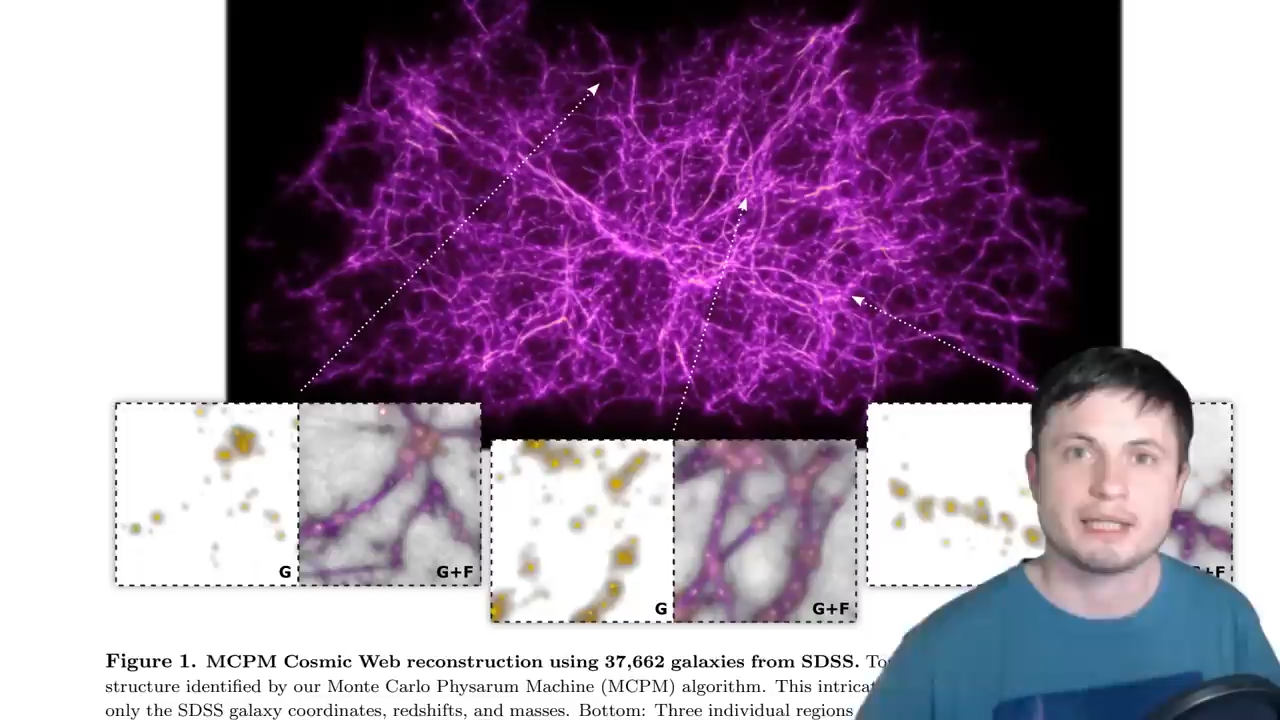 G
G+F
G
G+F
Figure 1. MCPM Cosmic Web reconstruction using 37,662 galaxies from SDSS.
structure identified by our Monte Carlo Physarum Machine (MCPM) algorithm. This
only the SDSS galaxy coordinates, redshifts, and masses. Bottom: Three individual regions